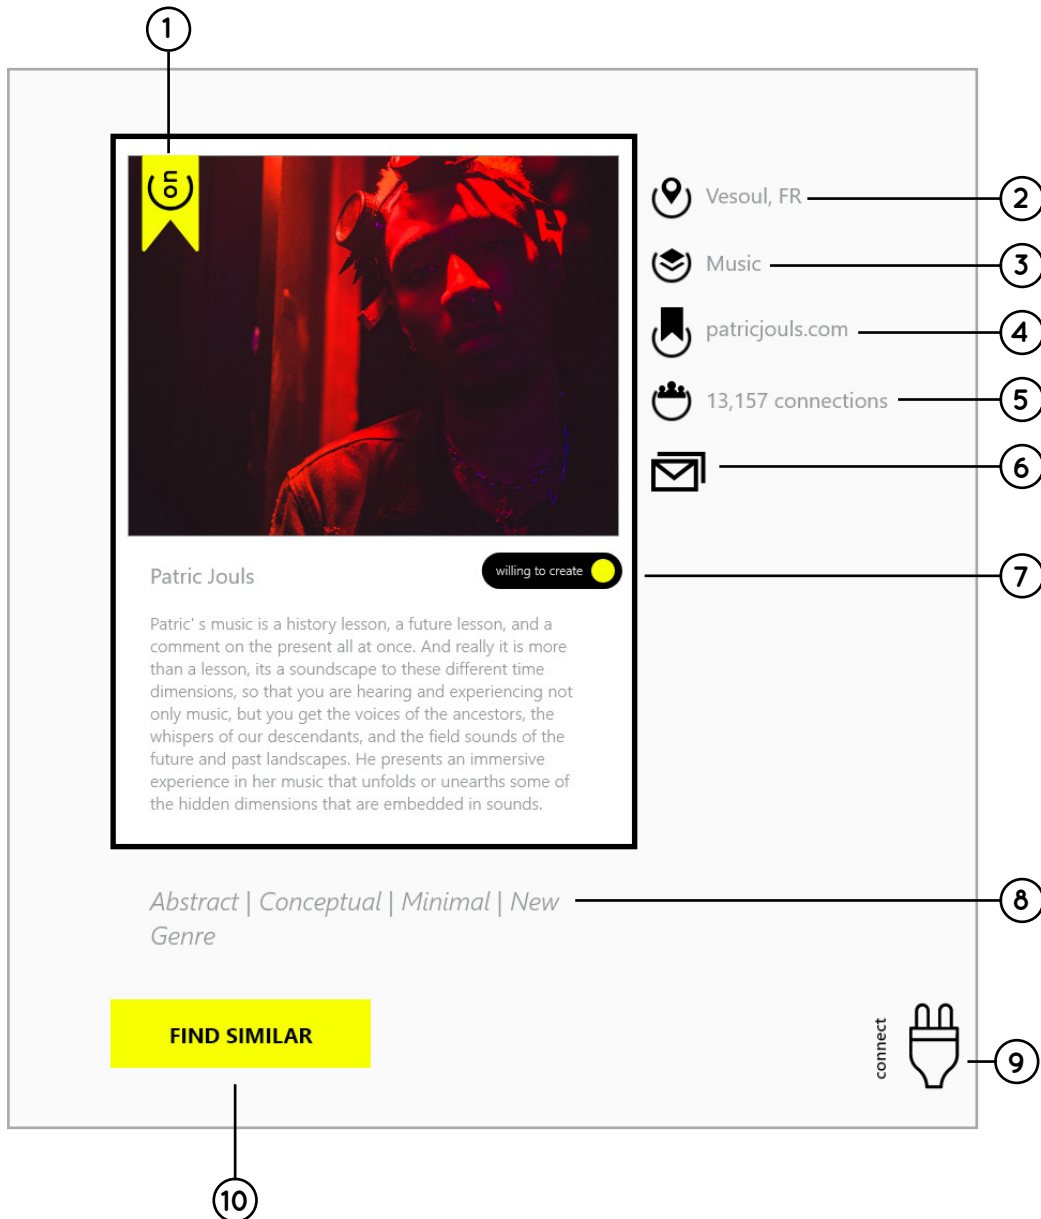 1
on
Vesoul, FR
2
Music
3
patricjouls.com
4
13,157 connections
5
6
Patric Jouls
willing to create
7
Patric' s music is a history lesson, a future lesson, and a
comment on the present all at once. And really it is more
than a lesson, its a soundscape to these different time
dimensions, so that you are hearing and experiencing not
only music, but you get the voices of the ancestors, the
whispers of our descendants, and the field sounds of the
future and past landscapes. He presents an immersive
experience in her music that unfolds or unearths some of
the hidden dimensions that are embedded in sounds.
Abstract | Conceptual | Minimal | New
Genre
8
FIND SIMILAR
connect
9
10